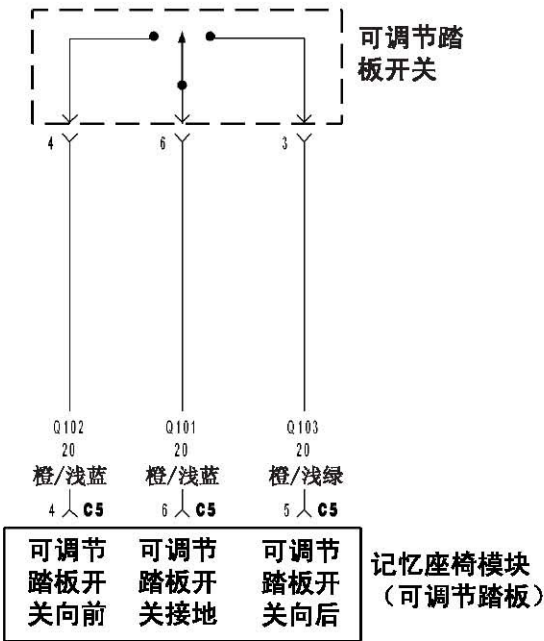 可调节踏
板开关
4 6 3
Q102 Q101 Q103
20 20 20
橙/浅蓝 橙/浅蓝 橙/浅绿
4 C5 6 C5 5 C5
可调节 可调节 可调节
踏板开 踏板开 踏板开
关向前 关接地 关向后
记忆座椅模块
（可调节踏板）